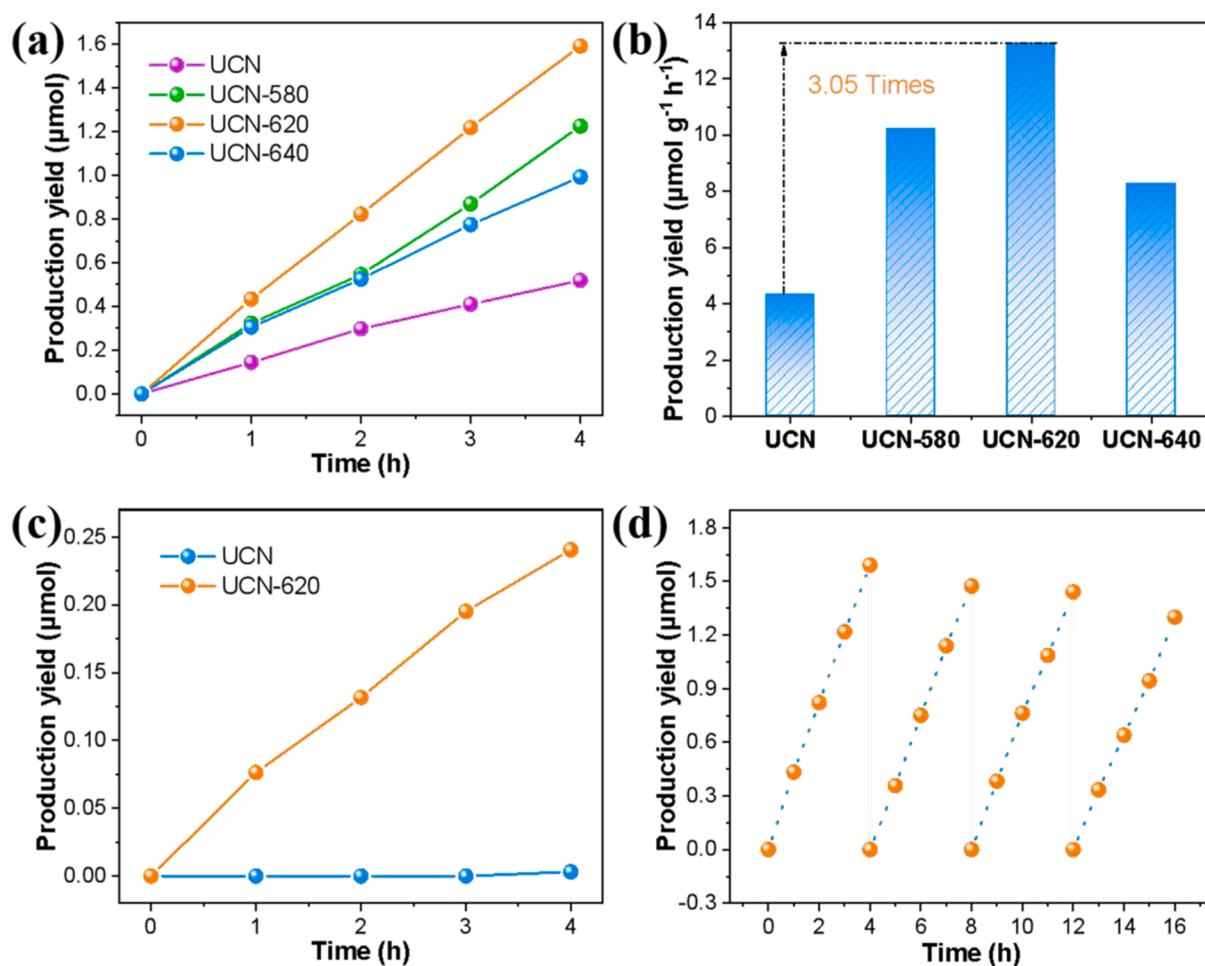 (a)
Production yield (μmol)
1.6
1.4
1.2
1.0
0.8
0.6
0.4
0.2
0.0
UCN
UCN-580
UCN-620
UCN-640
0 1 2 3 4
Time (h)
(b)
Production yield (μmol g⁻¹ h⁻¹)
14
12
10
8
6
4
2
0
3.05 Times
UCN UCN-580 UCN-620 UCN-640
(c)
Production yield (μmol)
0.25
0.20
0.15
0.10
0.05
0.00
UCN
UCN-620
0 1 2 3 4
Time (h)
(d)
Production yield (μmol)
1.8
1.5
1.2
0.9
0.6
0.3
0.0
-0.3
0 2 4 6 8 10 12 14 16
Time (h)